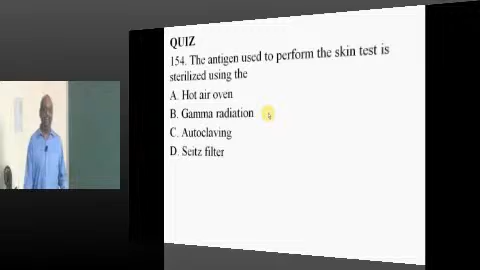 QUIZ
154. The antigen used to perform the skin test is
sterilized using the
A. Hot air oven
B. Gamma radiation
C. Autoclaving
D. Seitz filter